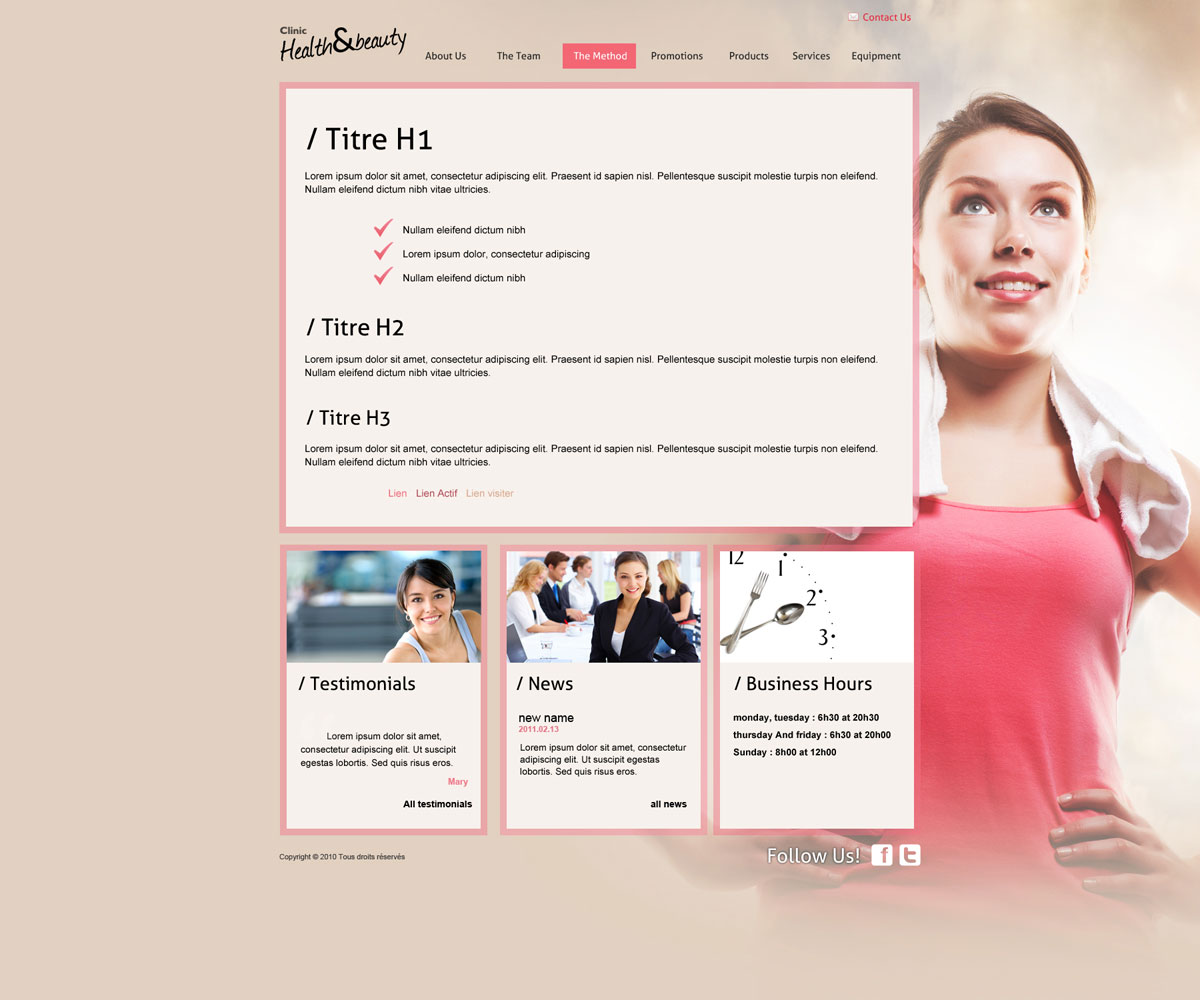 Contact Us
Clinic
Health&beauty
About Us The Team The Method Promotions Products Services Equipment
/ Titre H1
Lorem ipsum dolor sit amet, consectetur adipiscing elit. Praesent id sapien nisl. Pellentesque suscipit molestie turpis non eleifend.
Nullam eleifend dictum nibh vitae ultricies.
Nullam eleifend dictum nibh
Lorem ipsum dolor, consectetur adipiscing
Nullam eleifend dictum nibh
/ Titre H2
Lorem ipsum dolor sit amet, consectetur adipiscing elit. Praesent id sapien nisl. Pellentesque suscipit molestie turpis non eleifend.
Nullam eleifend dictum nibh vitae ultricies.
/ Titre H3
Lorem ipsum dolor sit amet, consectetur adipiscing elit. Praesent id sapien nisl. Pellentesque suscipit molestie turpis non eleifend.
Nullam eleifend dictum nibh vitae ultricies.
Lien Lien Actif Lien visiter
/ Testimonials
“
Lorem ipsum dolor sit amet,
consectetur adipiscing elit. Ut suscipit
egestas lobortis. Sed quis risus eros.
Mary
All testimonials
/ News
new name
2011.02.13
Lorem ipsum dolor sit amet, consectetur
adipiscing elit. Ut suscipit egestas
lobortis. Sed quis risus eros.
all news
12
1
2
3
/ Business Hours
monday, tuesday : 6h30 at 20h30
thursday And friday : 6h30 at 20h00
Sunday : 8h00 at 12h00
Copyright © 2010 Tous droits réservés
Follow Us! f t